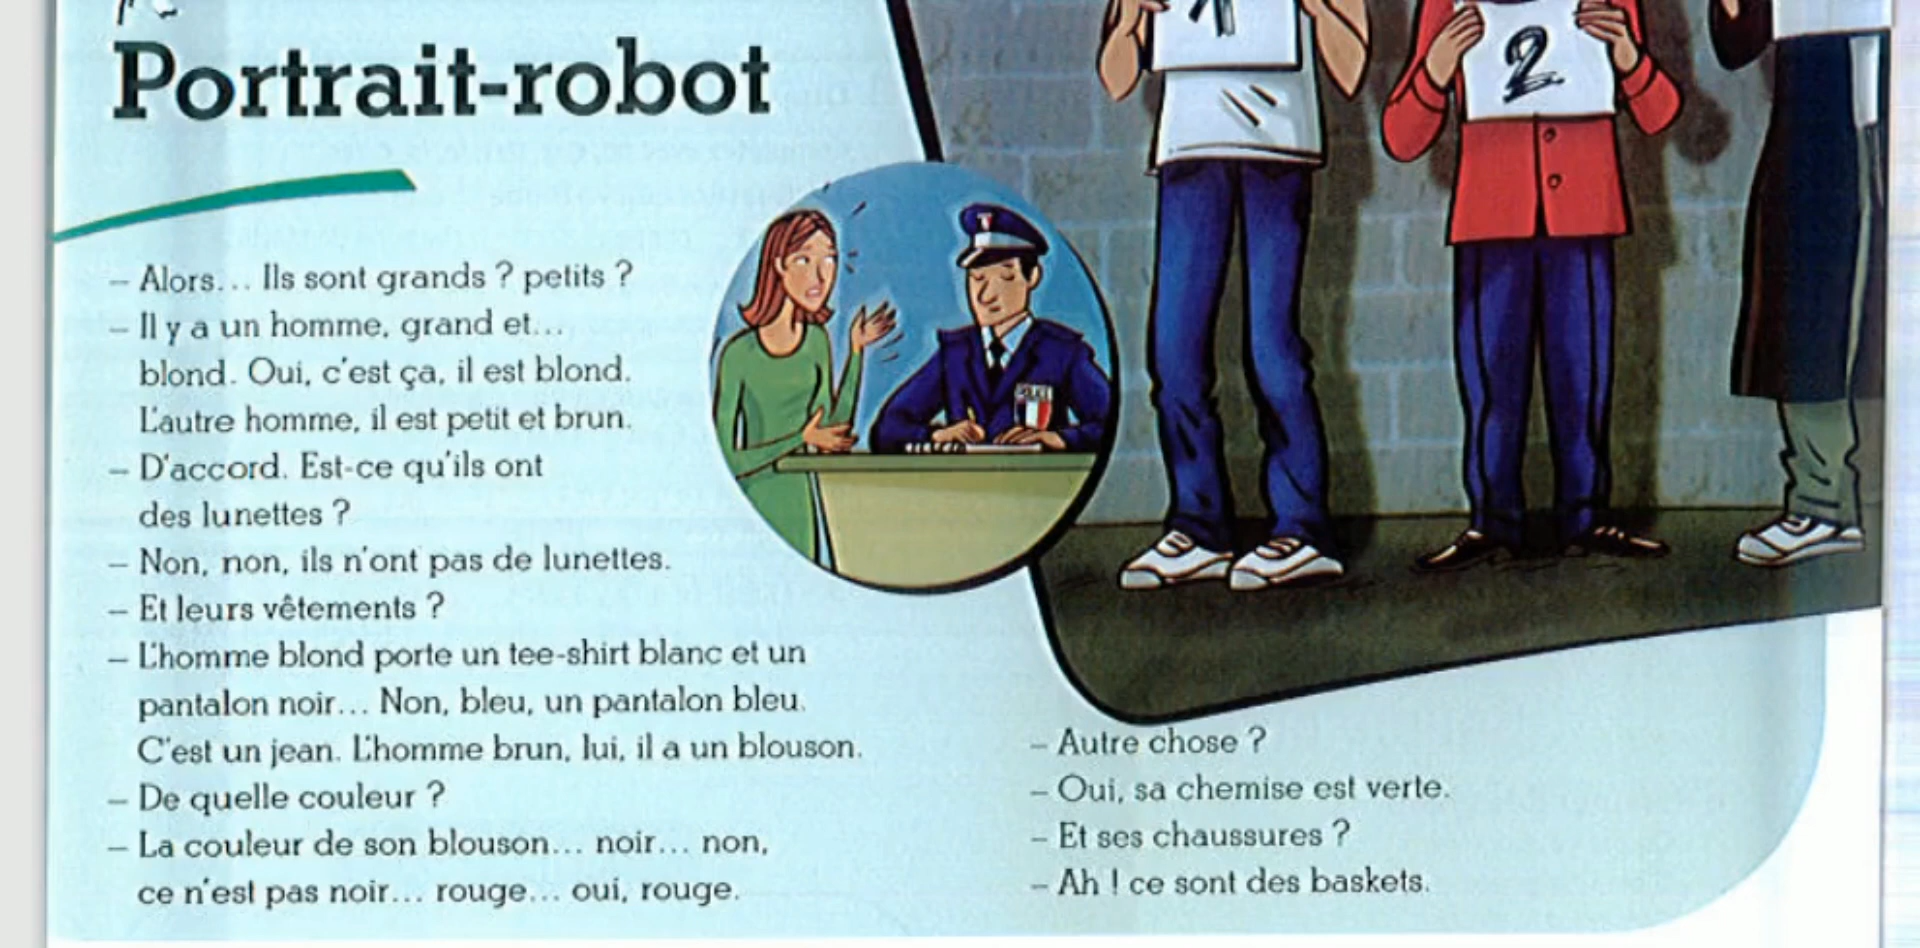 Portrait-robot
– Alors... Ils sont grands ? petits ?
– Il y a un homme, grand et...
blond. Oui, c'est ça, il est blond.
L'autre homme, il est petit et brun.
– D'accord. Est-ce qu'ils ont
des lunettes ?
– Non, non, ils n'ont pas de lunettes.
– Et leurs vêtements ?
– L'homme blond porte un tee-shirt blanc et un
pantalon noir... Non, bleu, un pantalon bleu.
C'est un jean. L'homme brun, lui, il a un blouson.
– De quelle couleur ?
– La couleur de son blouson... noir... non,
ce n'est pas noir... rouge... oui, rouge.
– Autre chose ?
– Oui, sa chemise est verte.
– Et ses chaussures ?
– Ah ! ce sont des baskets.
1
2